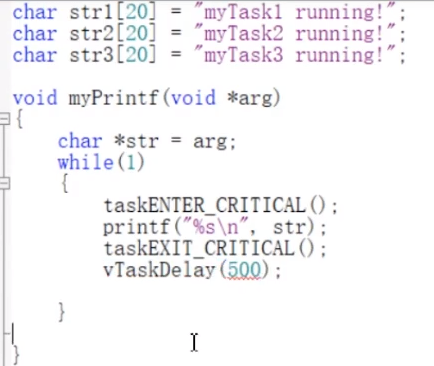 char str1[20] = "myTask1 running!";
char str2[20] = "myTask2 running!";
char str3[20] = "myTask3 running!";
void myPrintf(void *arg)
{
char *str = arg;
while(1)
{
taskENTER_CRITICAL();
printf("%s\n", str);
taskEXIT_CRITICAL();
vTaskDelay(500);
}
}